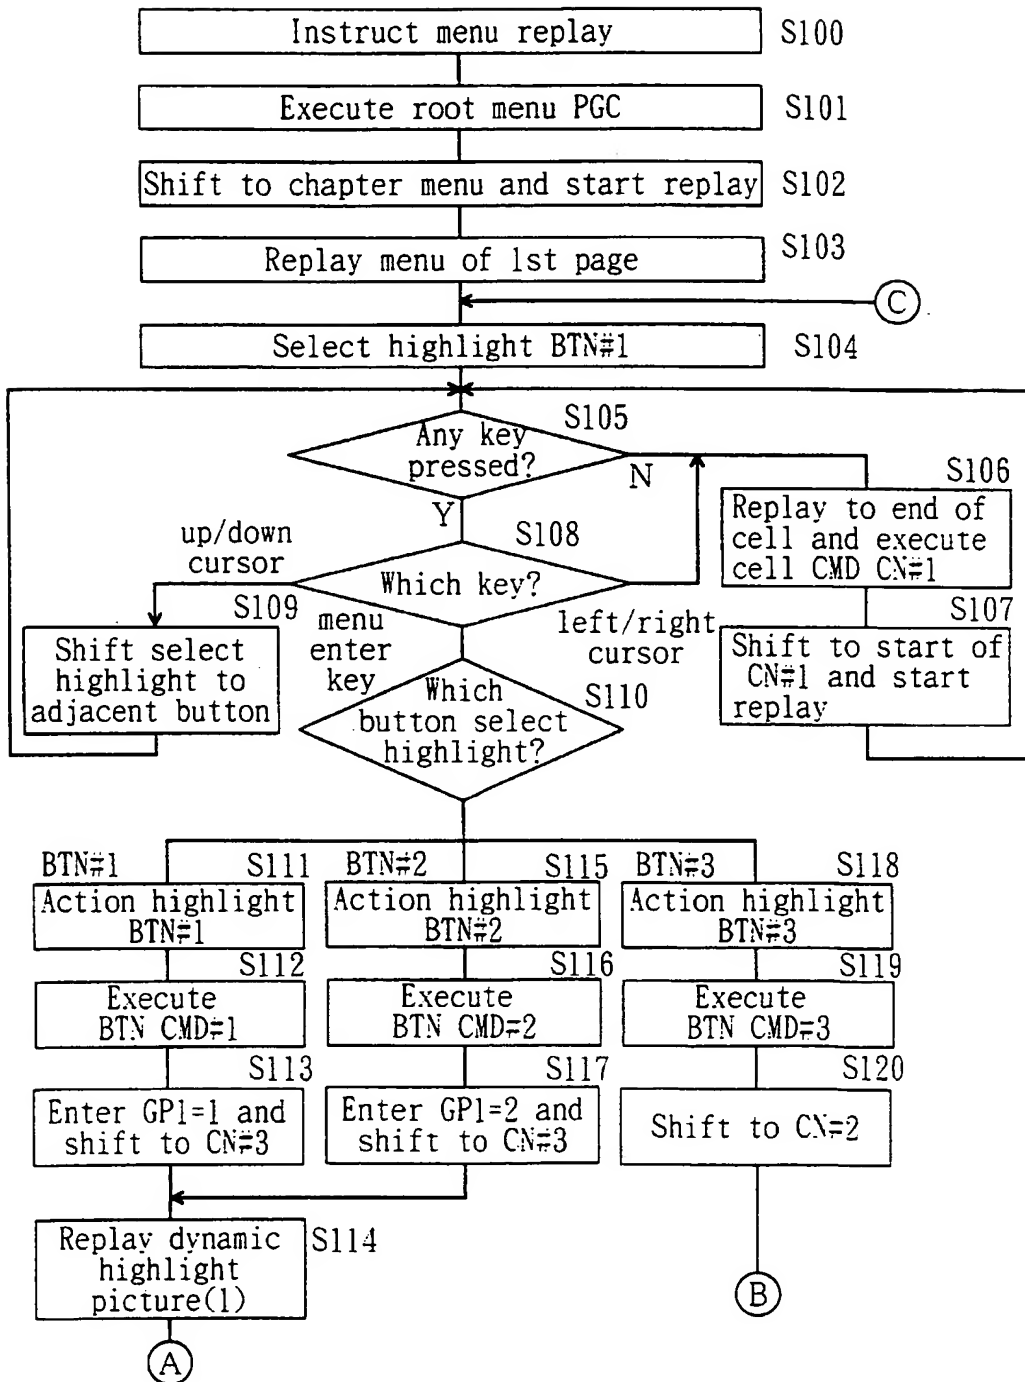 Instruct menu replay
S100
Execute root menu PGC
S101
Shift to chapter menu and start replay
S102
Replay menu of 1st page
S103
C
Select highlight BTN#1
S104
S105
Any key
pressed?
N
Y
S106
Replay to end of
cell and execute
cell CMD CN#1
S107
Shift to start of
CN#1 and start
replay
S108
Which key?
up/down
cursor
S109
Shift select
highlight to
adjacent button
menu
enter
key
left/right
cursor
S110
Which
button select
highlight?
BTN#1
S111
Action highlight
BTN#1
S112
Execute
BTN CMD#1
S113
Enter GP1=1 and
shift to CN#3
S114
Replay dynamic
highlight
picture(1)
A
BTN#2
S115
Action highlight
BTN#2
S116
Execute
BTN CMD#2
S117
Enter GP1=2 and
shift to CN#3
BTN#3
S118
Action highlight
BTN#3
S119
Execute
BTN CMD#3
S120
Shift to CN#2
B